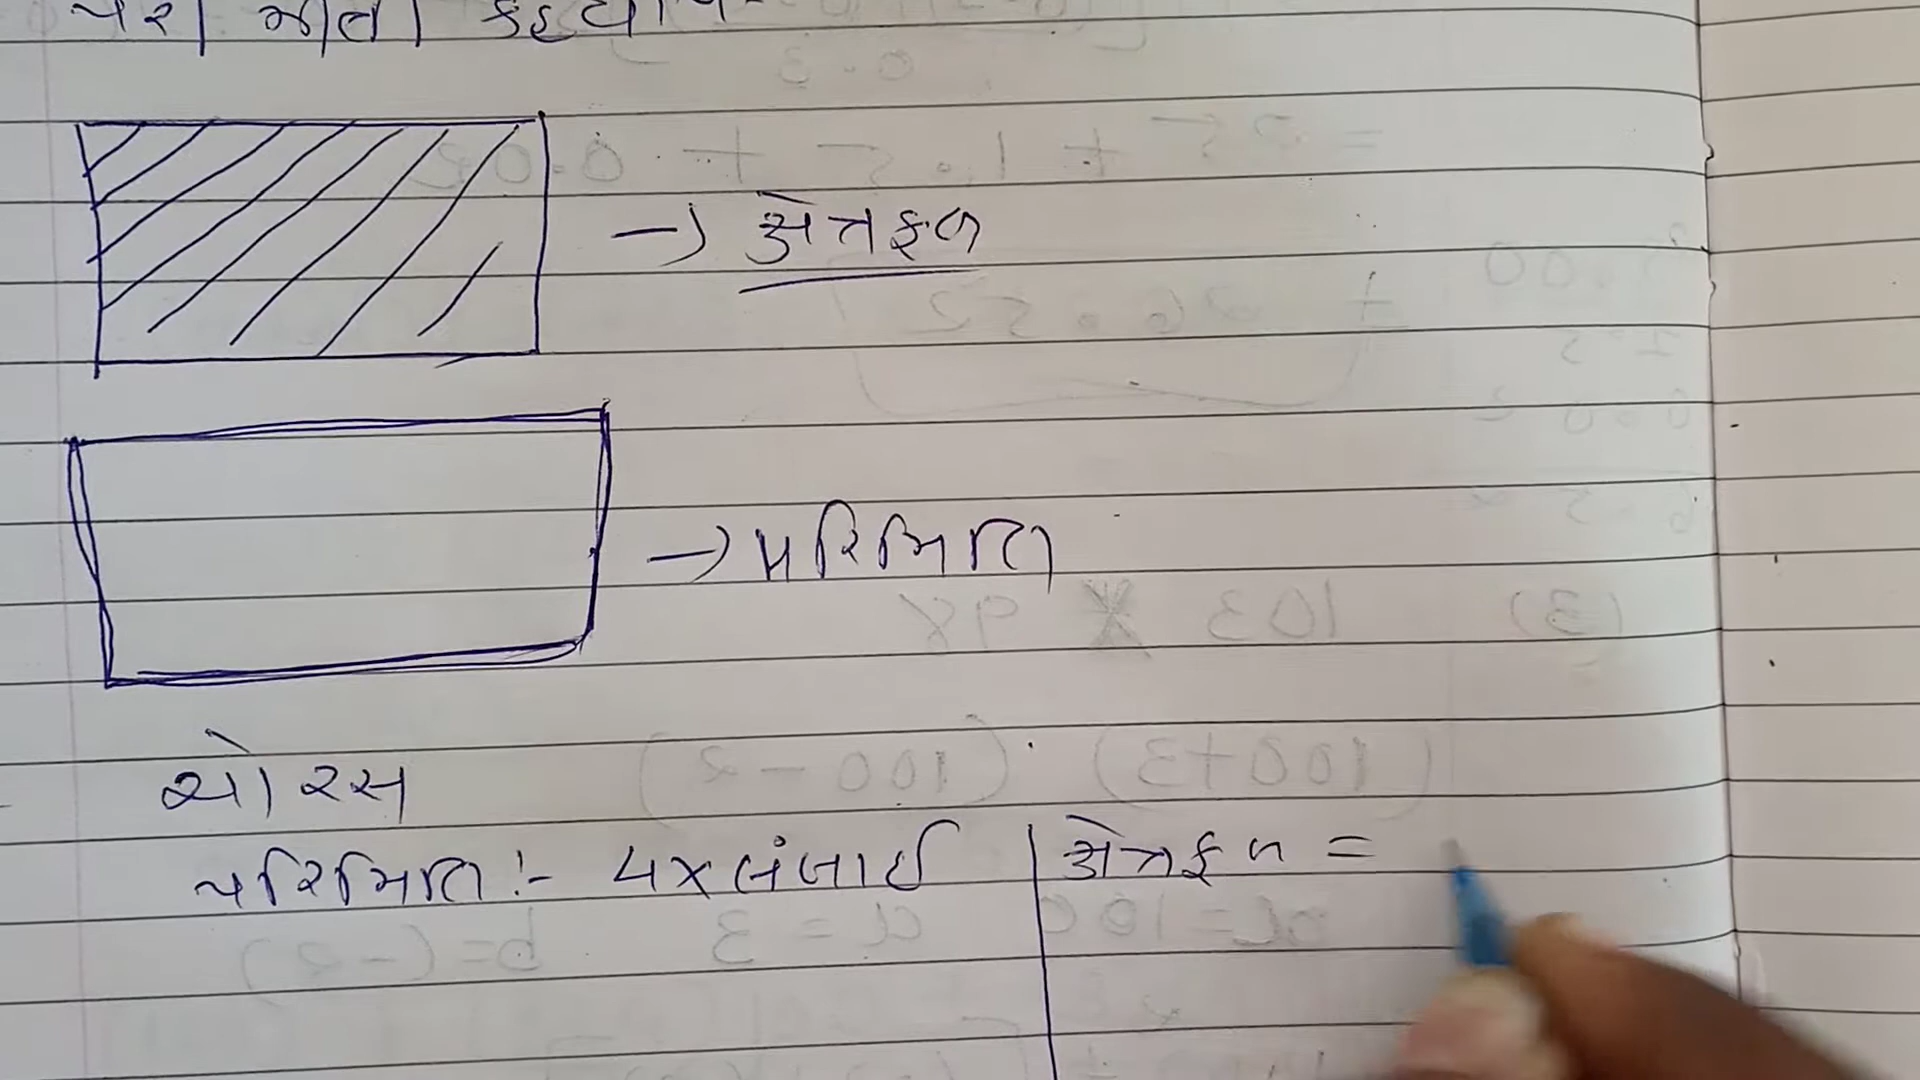 → ક્ષેત્રફળ
→ પરિમિતિ
ચોરસ
પરિમિતિ :- 4 × લંબાઈ | ક્ષેત્રફળ =